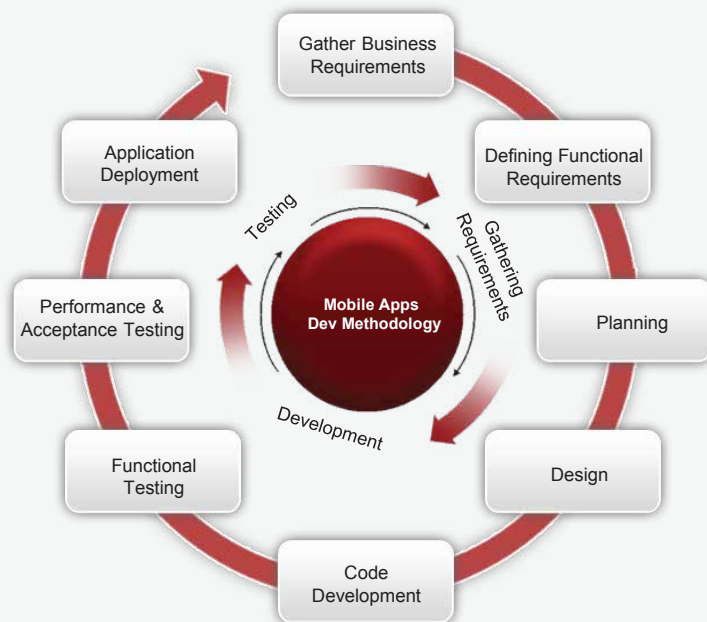 Gather Business
Requirements
Defining Functional
Requirements
Planning
Design
Code
Development
Functional
Testing
Performance &
Acceptance Testing
Application
Deployment
Testing
Gathering
Requirements
Development
Mobile Apps
Dev Methodology